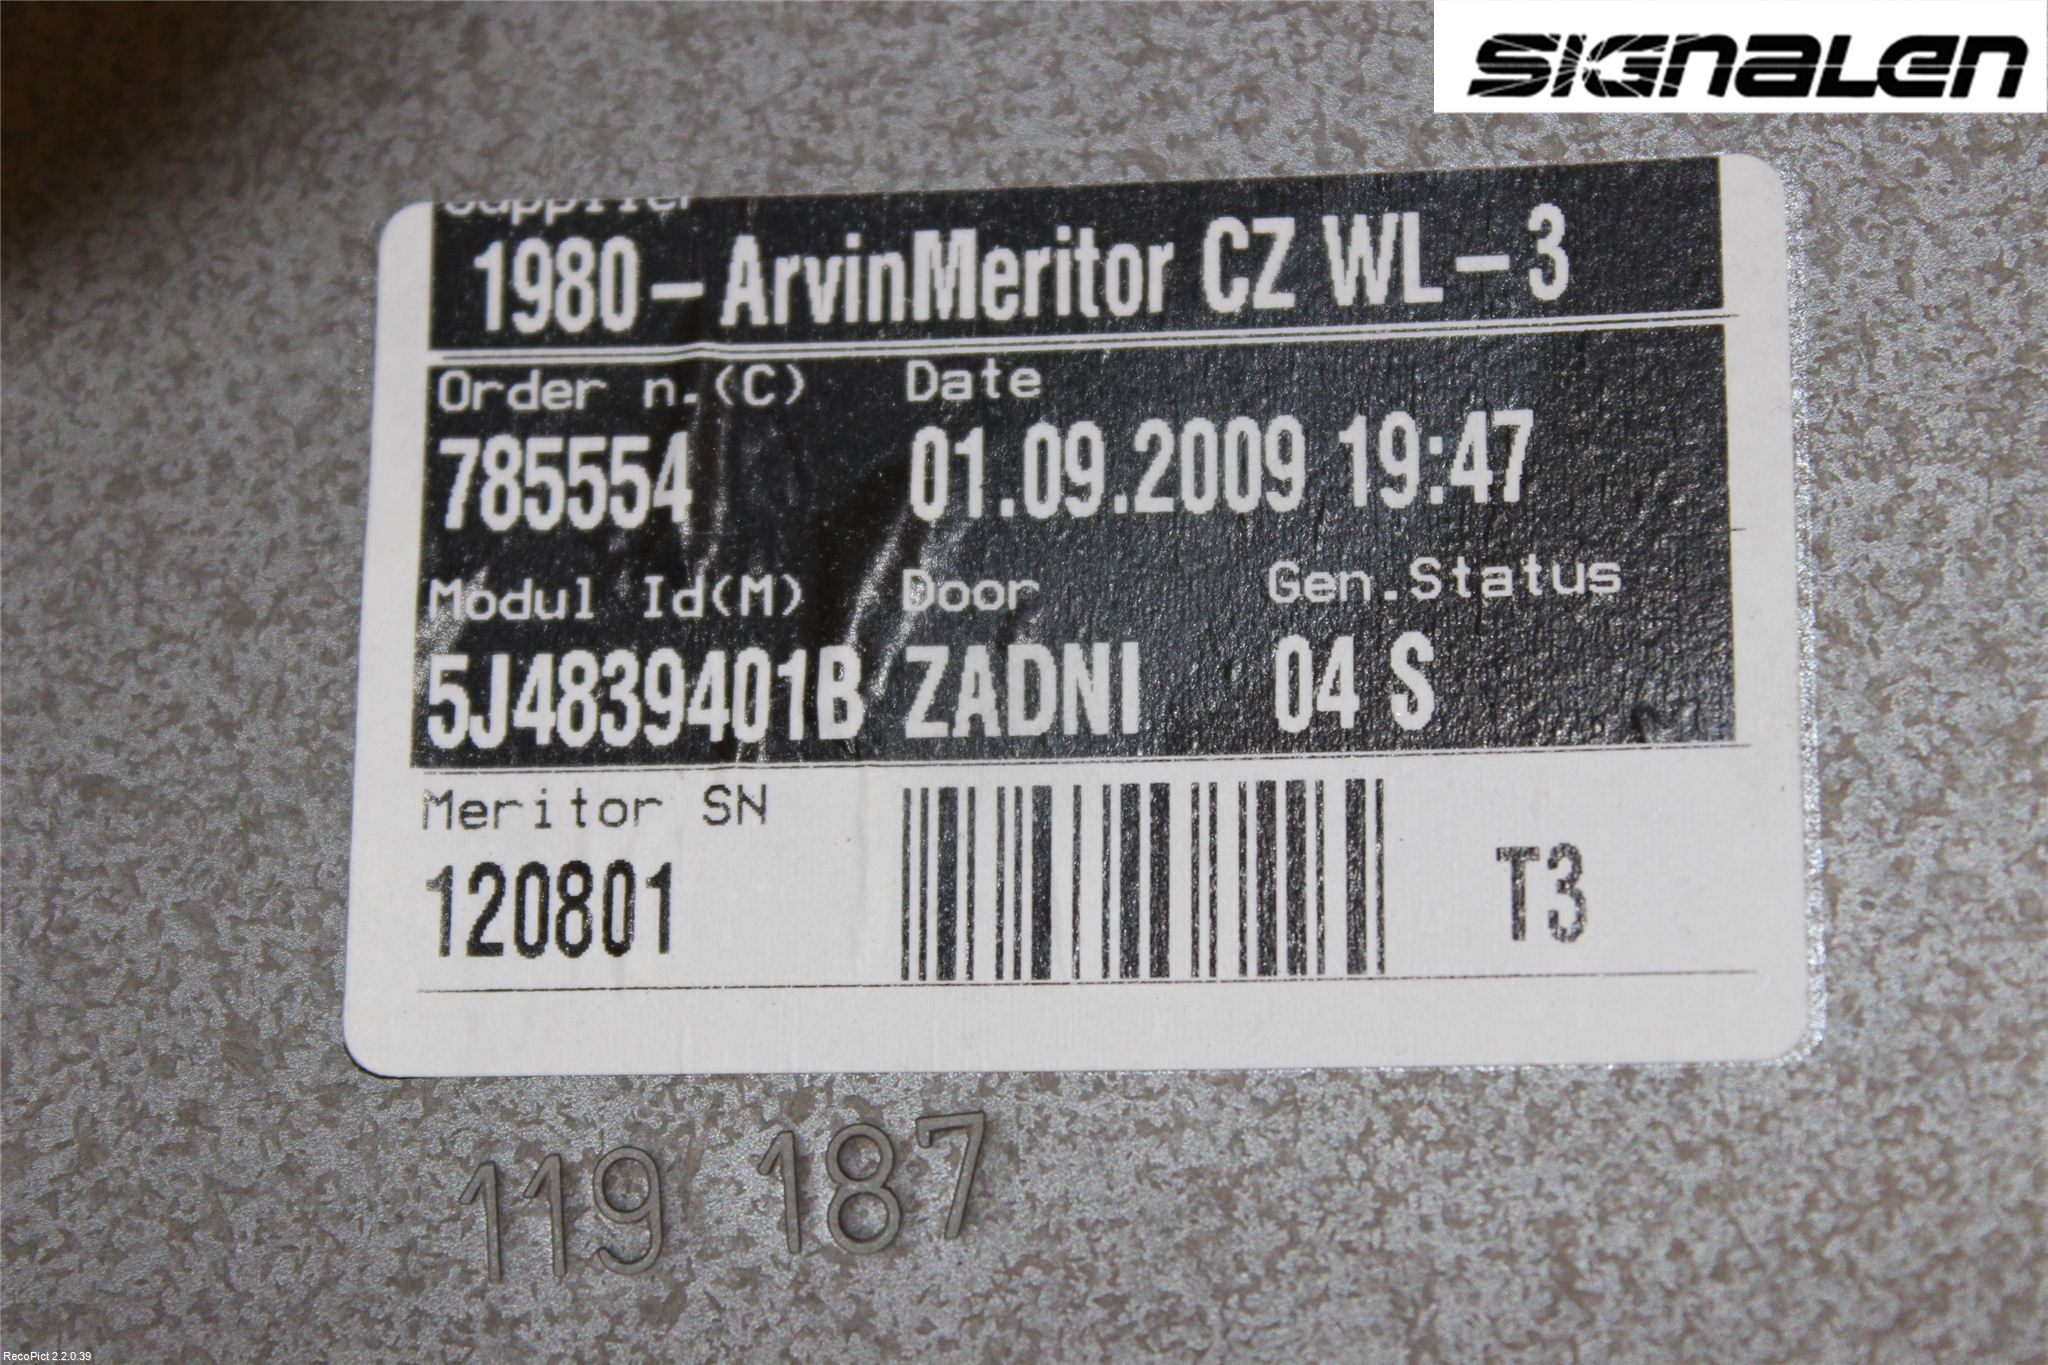 SIGNALEN
Supplier
1980 - ArvinMeritor CZ WL - 3
Order n.(C) Date
785554 01.09.2009 19:47
Modul Id(M) Door Gen.Status
5J4839401B ZADNI 04 S
Meritor SN
120801 T3
119 187
RecoPict 2.2.0.39